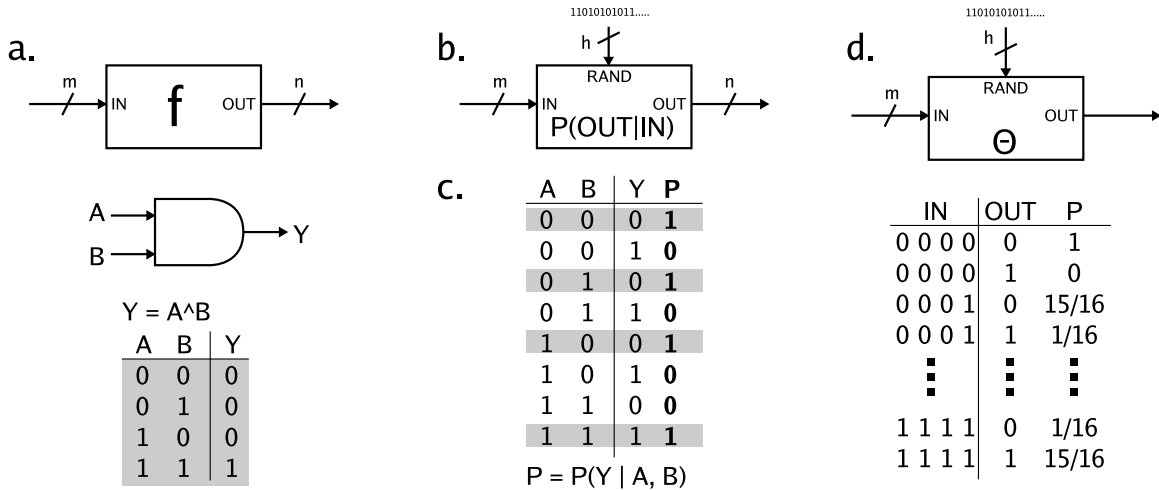 a.
m
IN
f
OUT
n
A
B
Y
Y = A^B
A B Y
0 0 0
0 1 0
1 0 0
1 1 1
b.
11010101011.....
h
m
RAND
IN
OUT
P(OUT|IN)
n
c.
A B Y P
0 0 0 1
0 0 1 0
0 1 0 1
0 1 1 0
1 0 0 1
1 0 1 0
1 1 0 0
1 1 1 1
P = P(Y | A, B)
d.
11010101011.....
h
m
RAND
IN
OUT
Θ
IN OUT P
0 0 0 0 0 1
0 0 0 0 1 0
0 0 0 1 0 15/16
0 0 0 1 1 1/16
1 1 1 1 0 1/16
1 1 1 1 1 15/16